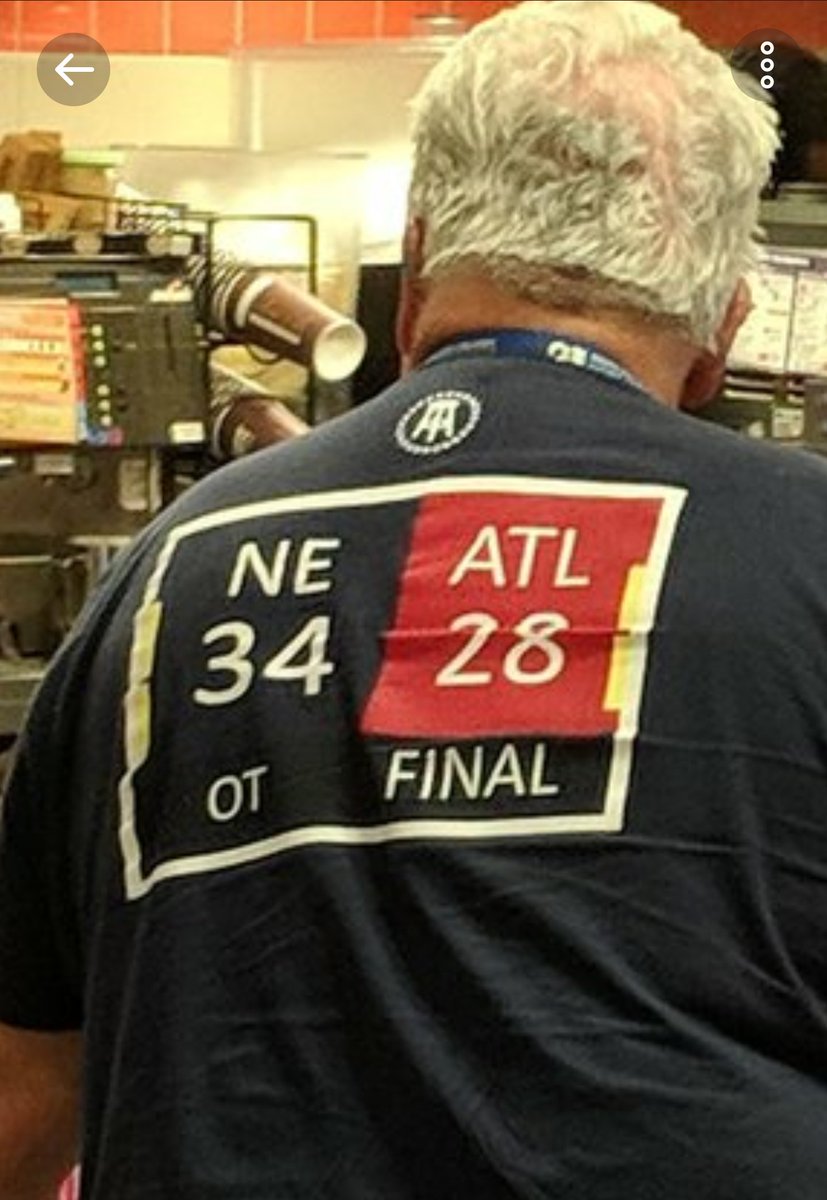 NE ATL
34 28
OT FINAL